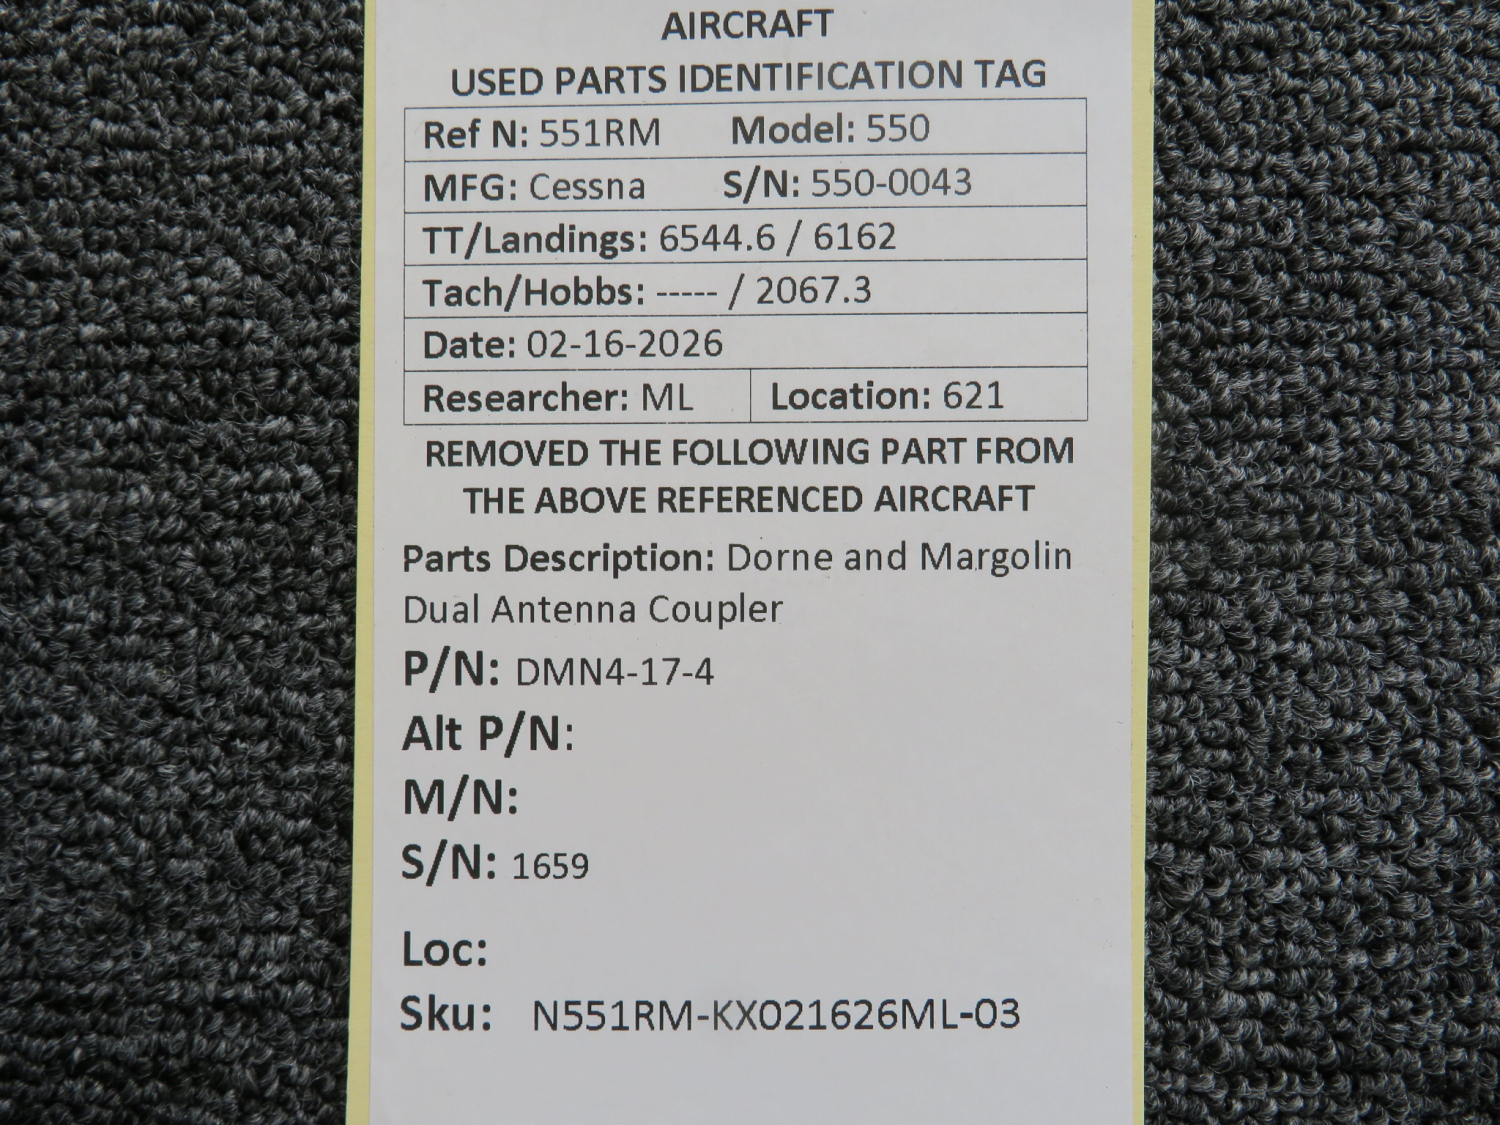 AIRCRAFT
USED PARTS IDENTIFICATION TAG
Ref N: 551RM Model: 550
MFG: Cessna S/N: 550-0043
TT/Landings: 6544.6 / 6162
Tach/Hobbs: ----- / 2067.3
Date: 02-16-2026
Researcher: ML Location: 621
REMOVED THE FOLLOWING PART FROM
THE ABOVE REFERENCED AIRCRAFT
Parts Description: Dorne and Margolin
Dual Antenna Coupler
P/N: DMN4-17-4
Alt P/N:
M/N:
S/N: 1659
Loc:
Sku: N551RM-KX021626ML-03